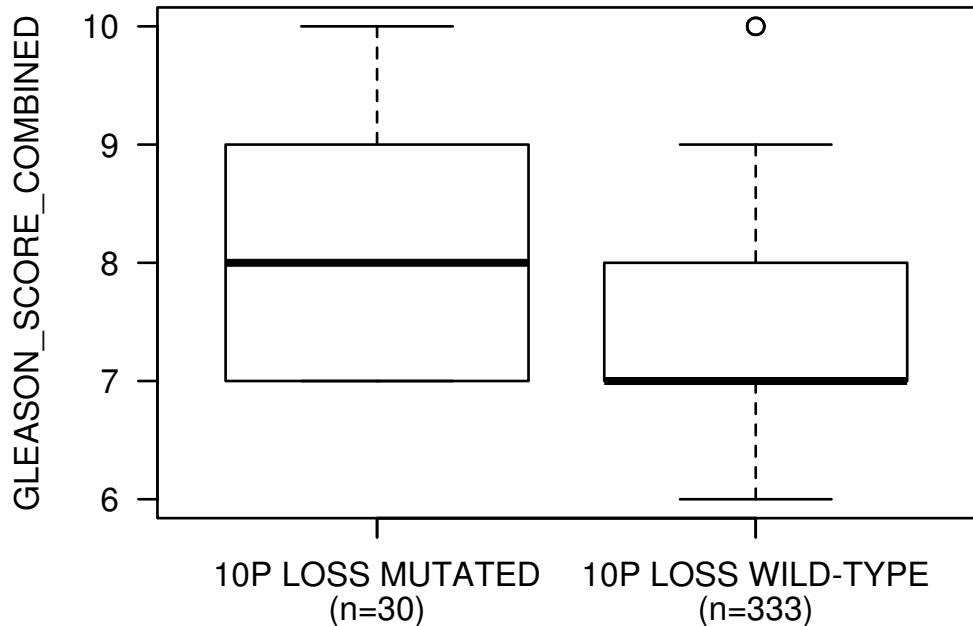 GLEASON_SCORE_COMBINED
10
9
8
7
6
10P LOSS MUTATED
(n=30)
10P LOSS WILD-TYPE
(n=333)